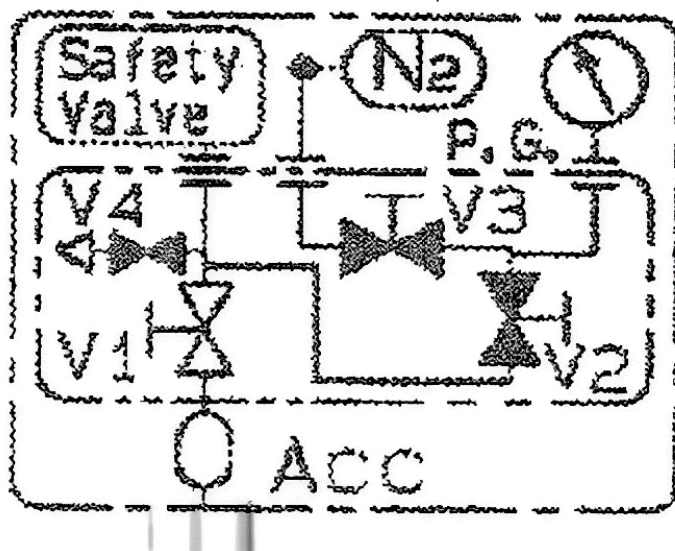 Safety
Valve
N2
P.G.
V4
V3
V1
V2
ACC